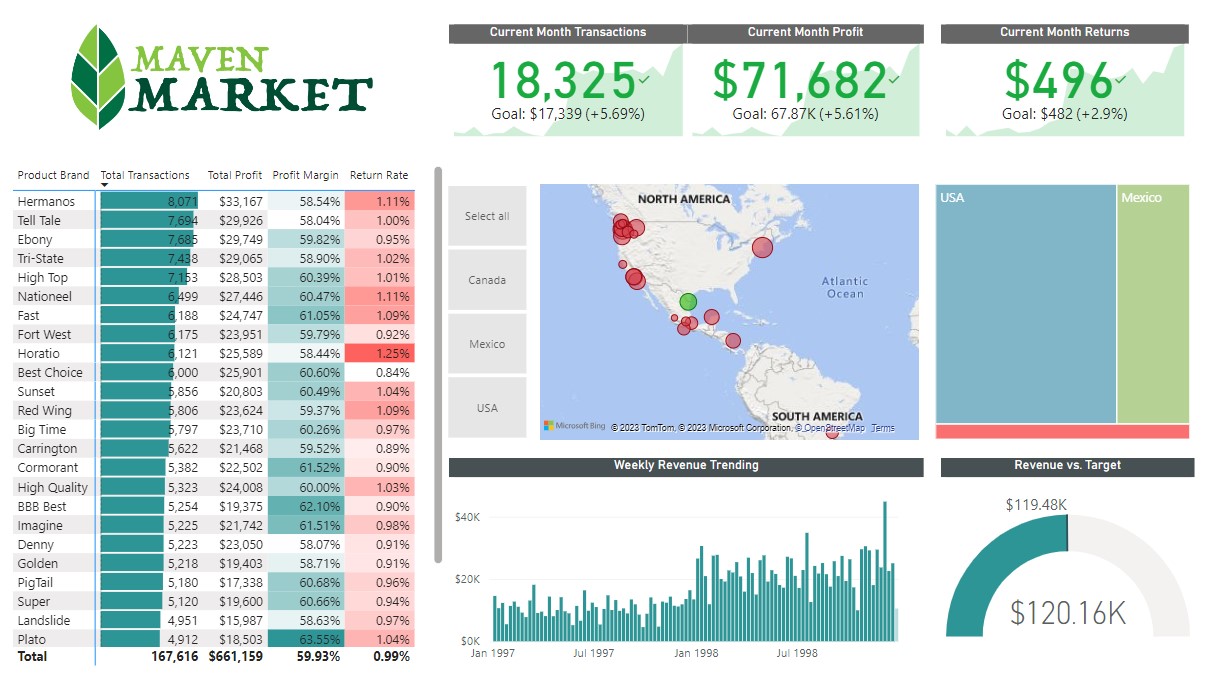 MAVEN
MARKET
Current Month Transactions
18,325
Goal: $17,339 (+5.69%)
Current Month Profit
$71,682
Goal: 67.87K (+5.61%)
Current Month Returns
$496
Goal: $482 (+2.9%)
Product Brand Total Transactions Total Profit Profit Margin Return Rate
Hermanos 8,071 $33,167 58.54% 1.11%
Tell Tale 7,694 $29,926 58.04% 1.00%
Ebony 7,685 $29,749 59.82% 0.95%
Tri-State 7,438 $29,065 58.90% 1.02%
High Top 7,153 $28,503 60.39% 1.01%
Nationeel 6,499 $27,446 60.47% 1.11%
Fast 6,188 $24,747 61.05% 1.09%
Fort West 6,175 $23,951 59.79% 0.92%
Horatio 6,121 $25,589 58.44% 1.25%
Best Choice 6,000 $25,901 60.60% 0.84%
Sunset 5,856 $20,803 60.49% 1.04%
Red Wing 5,806 $23,624 59.37% 1.09%
Big Time 5,797 $23,710 60.26% 0.97%
Carrington 5,622 $21,468 59.52% 0.89%
Cormorant 5,382 $22,502 61.52% 0.90%
High Quality 5,323 $24,008 60.00% 1.03%
BBB Best 5,254 $19,375 62.10% 0.90%
Imagine 5,225 $21,742 61.51% 0.98%
Denny 5,223 $23,050 58.07% 0.91%
Golden 5,218 $19,403 58.71% 0.91%
PigTail 5,180 $17,338 60.68% 0.96%
Super 5,120 $19,600 60.66% 0.94%
Landslide 4,951 $15,987 58.63% 0.97%
Plato 4,912 $18,503 63.55% 1.04%
Total 167,616 $661,159 59.93% 0.99%
Select all
Canada
Mexico
USA
NORTH AMERICA
Atlantic
Ocean
SOUTH AMERICA
Microsoft Bing © 2023 TomTom, © 2023 Microsoft Corporation, © OpenStreetMap Terms
USA
Mexico
Weekly Revenue Trending
$40K
$20K
$0K
Jan 1997 Jul 1997 Jan 1998 Jul 1998
Revenue vs. Target
$119.48K
$120.16K